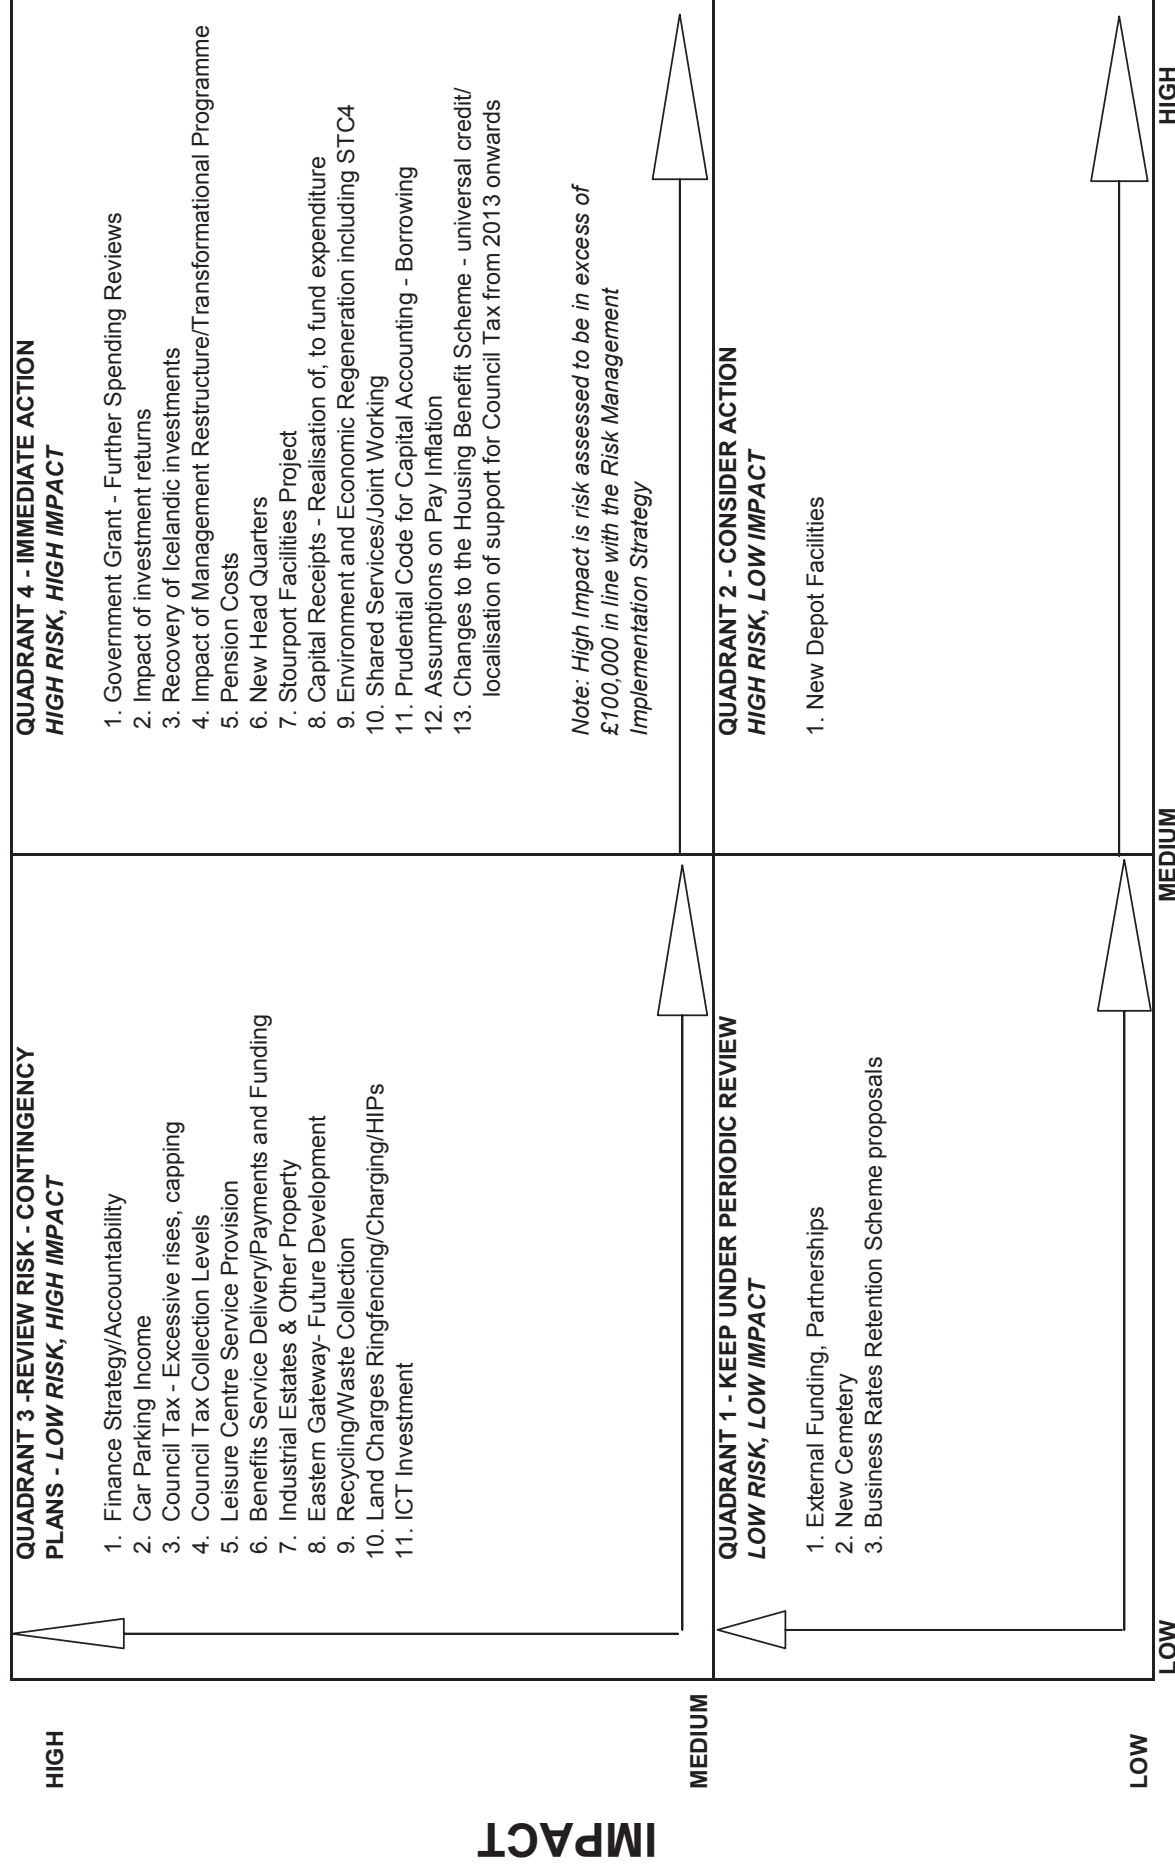 HIGH
QUADRANT 3 -REVIEW RISK - CONTINGENCY
PLANS - LOW RISK, HIGH IMPACT
1. Finance Strategy/Accountability
2. Car Parking Income
3. Council Tax - Excessive rises, capping
4. Council Tax Collection Levels
5. Leisure Centre Service Provision
6. Benefits Service Delivery/Payments and Funding
7. Industrial Estates & Other Property
8. Eastern Gateway- Future Development
9. Recycling/Waste Collection
10. Land Charges Ringfencing/Charging/HIPs
11. ICT Investment
QUADRANT 4 - IMMEDIATE ACTION
HIGH RISK, HIGH IMPACT
1. Government Grant - Further Spending Reviews
2. Impact of investment returns
3. Recovery of Icelandic investments
4. Impact of Management Restructure/Transformational Programme
5. Pension Costs
6. New Head Quarters
7. Stourport Facilities Project
8. Capital Receipts - Realisation of, to fund expenditure
9. Environment and Economic Regeneration including STC4
10. Shared Services/Joint Working
11. Prudential Code for Capital Accounting - Borrowing
12. Assumptions on Pay Inflation
13. Changes to the Housing Benefit Scheme - universal credit/
localisation of support for Council Tax from 2013 onwards
Note: High Impact is risk assessed to be in excess of
£100,000 in line with the Risk Management
Implementation Strategy
IMPACT
MEDIUM
QUADRANT 1 - KEEP UNDER PERIODIC REVIEW
LOW RISK, LOW IMPACT
1. External Funding, Partnerships
2. New Cemetery
3. Business Rates Retention Scheme proposals
QUADRANT 2 - CONSIDER ACTION
HIGH RISK, LOW IMPACT
1. New Depot Facilities
LOW
LOW
MEDIUM
HIGH